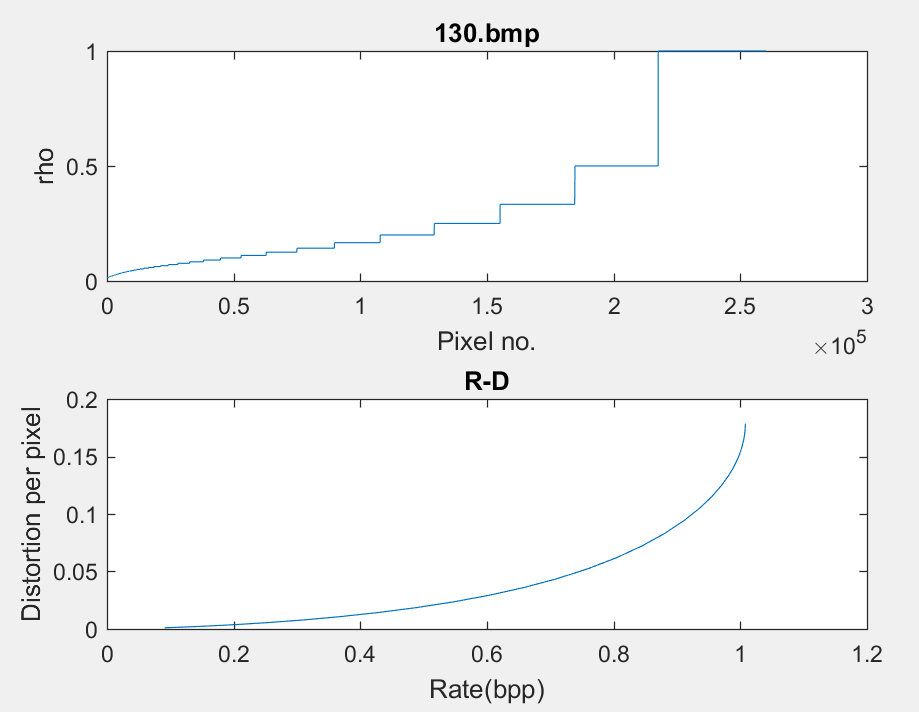 130.bmp
1
0.5
0
rho
0 0.5 1 1.5 2 2.5 3
Pixel no.
×10^5
R-D
0.2
0.15
0.1
0.05
0
Distortion per pixel
0 0.2 0.4 0.6 0.8 1 1.2
Rate(bpp)